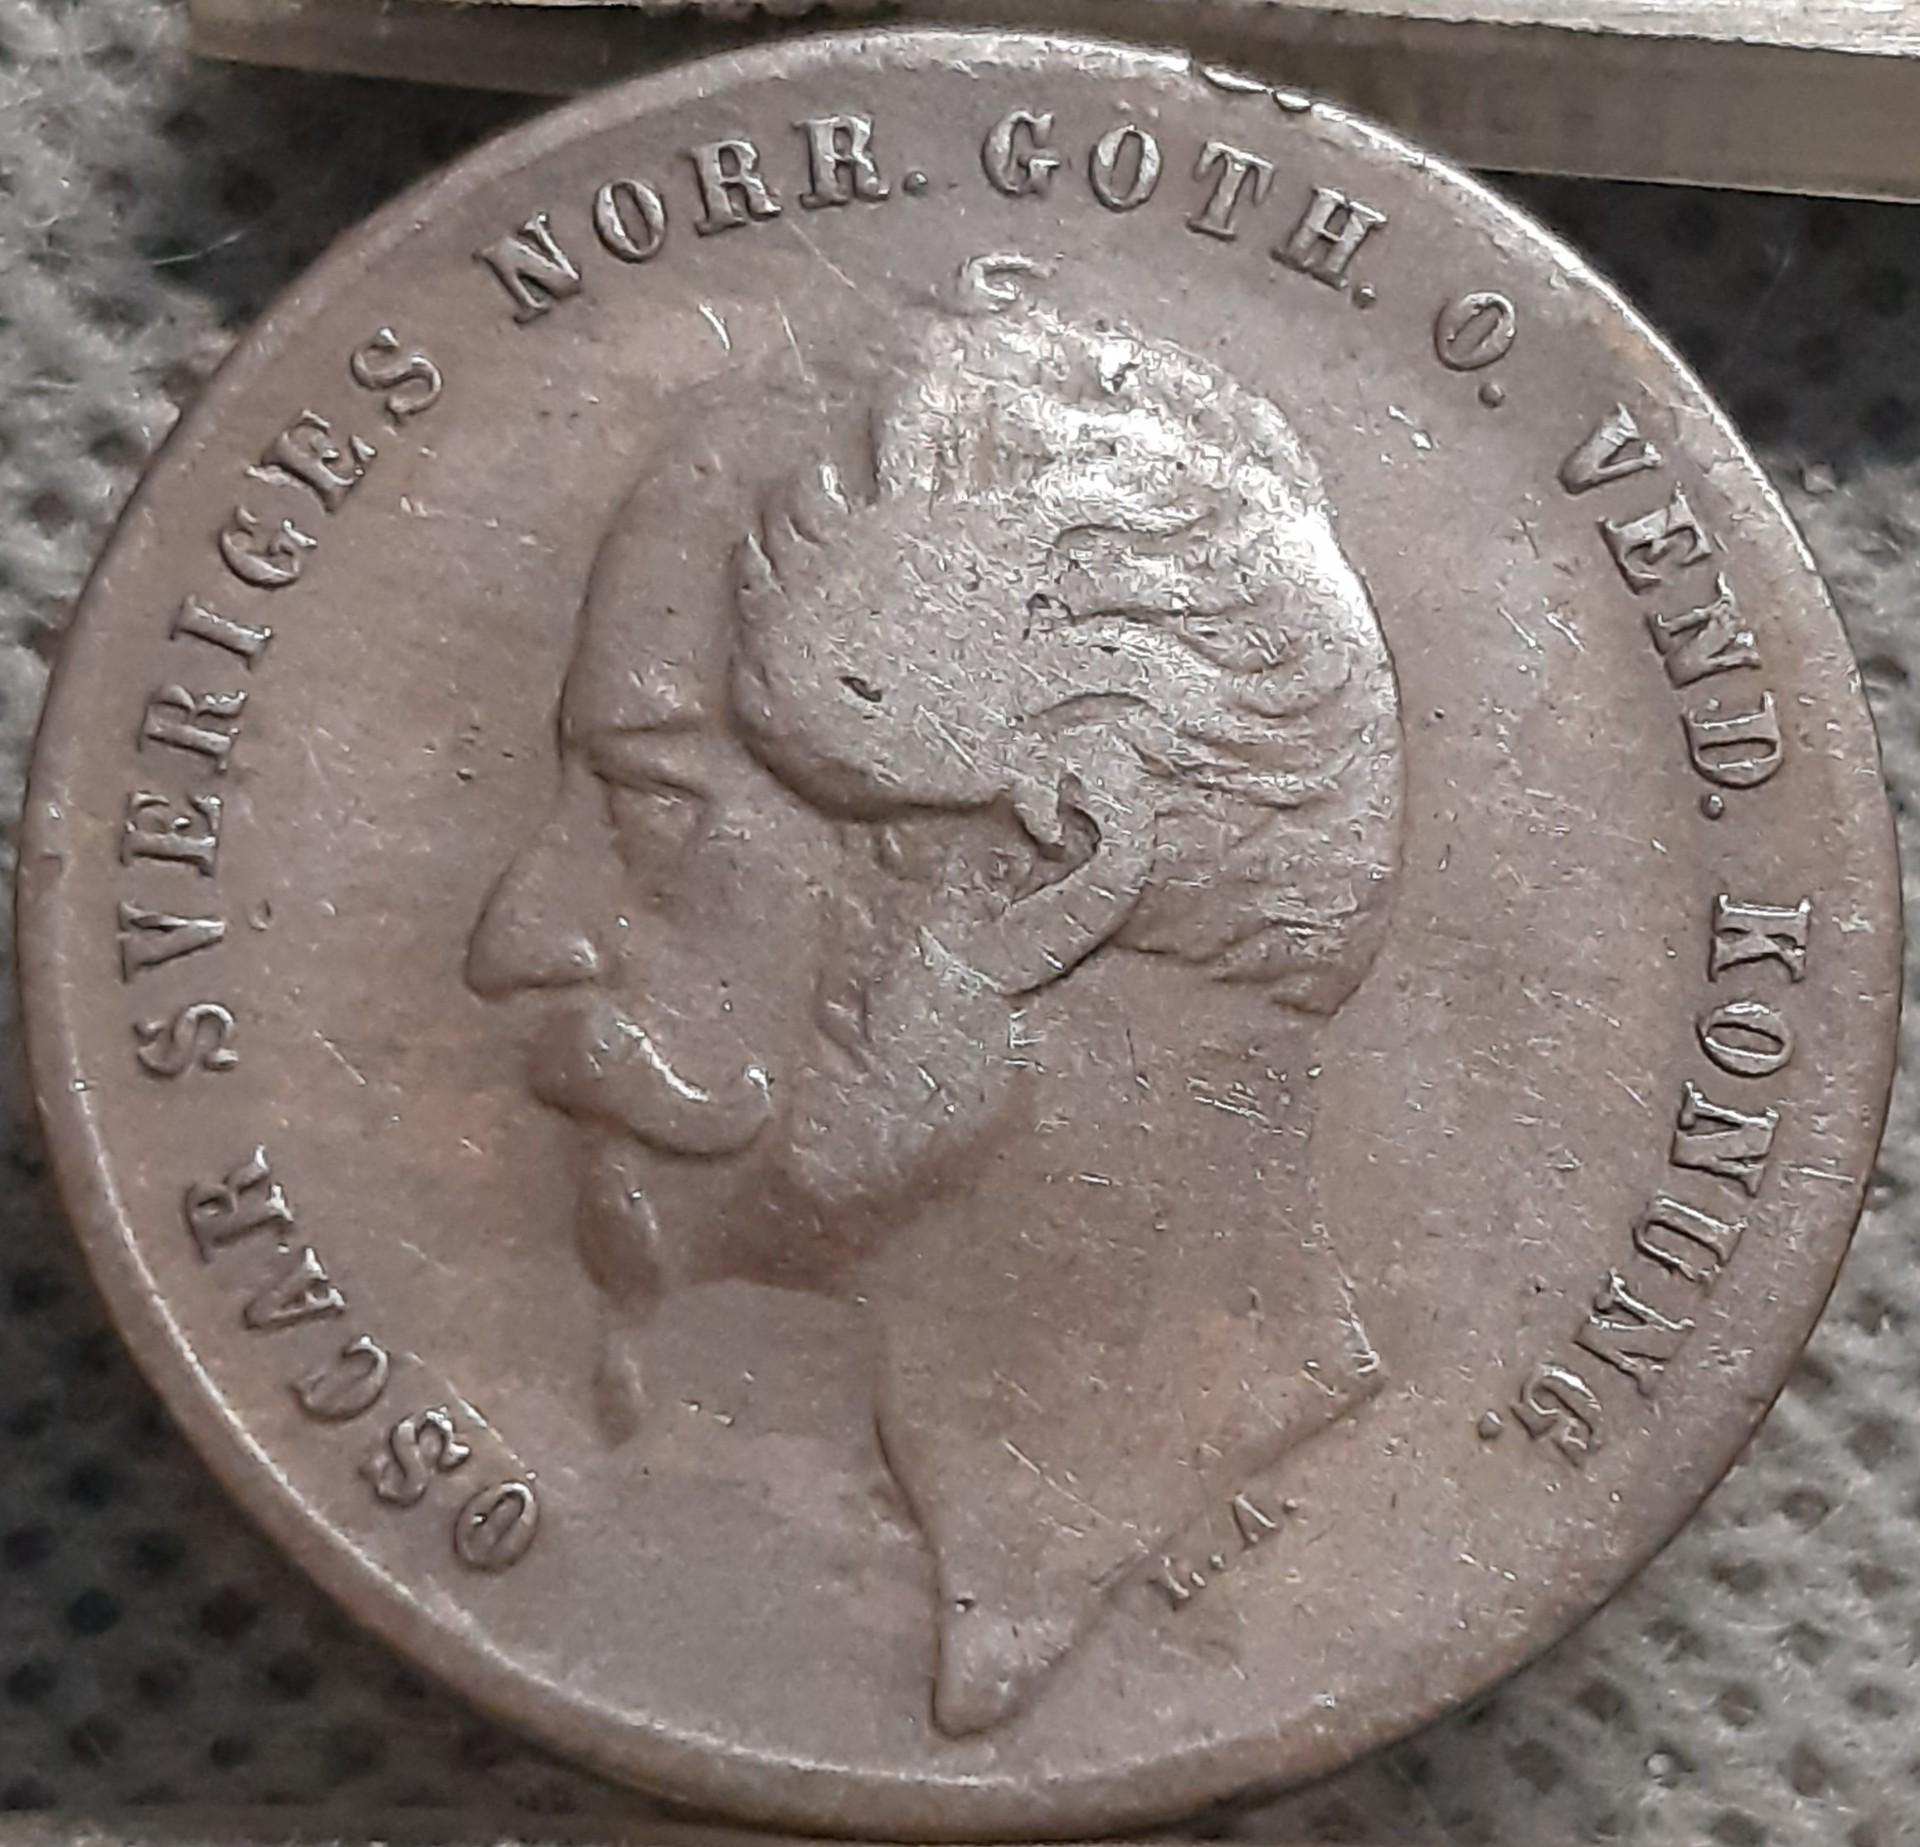 OSCAR SVERIGES NORR. GOTH. O. VEND. KONUNG.
L.A.